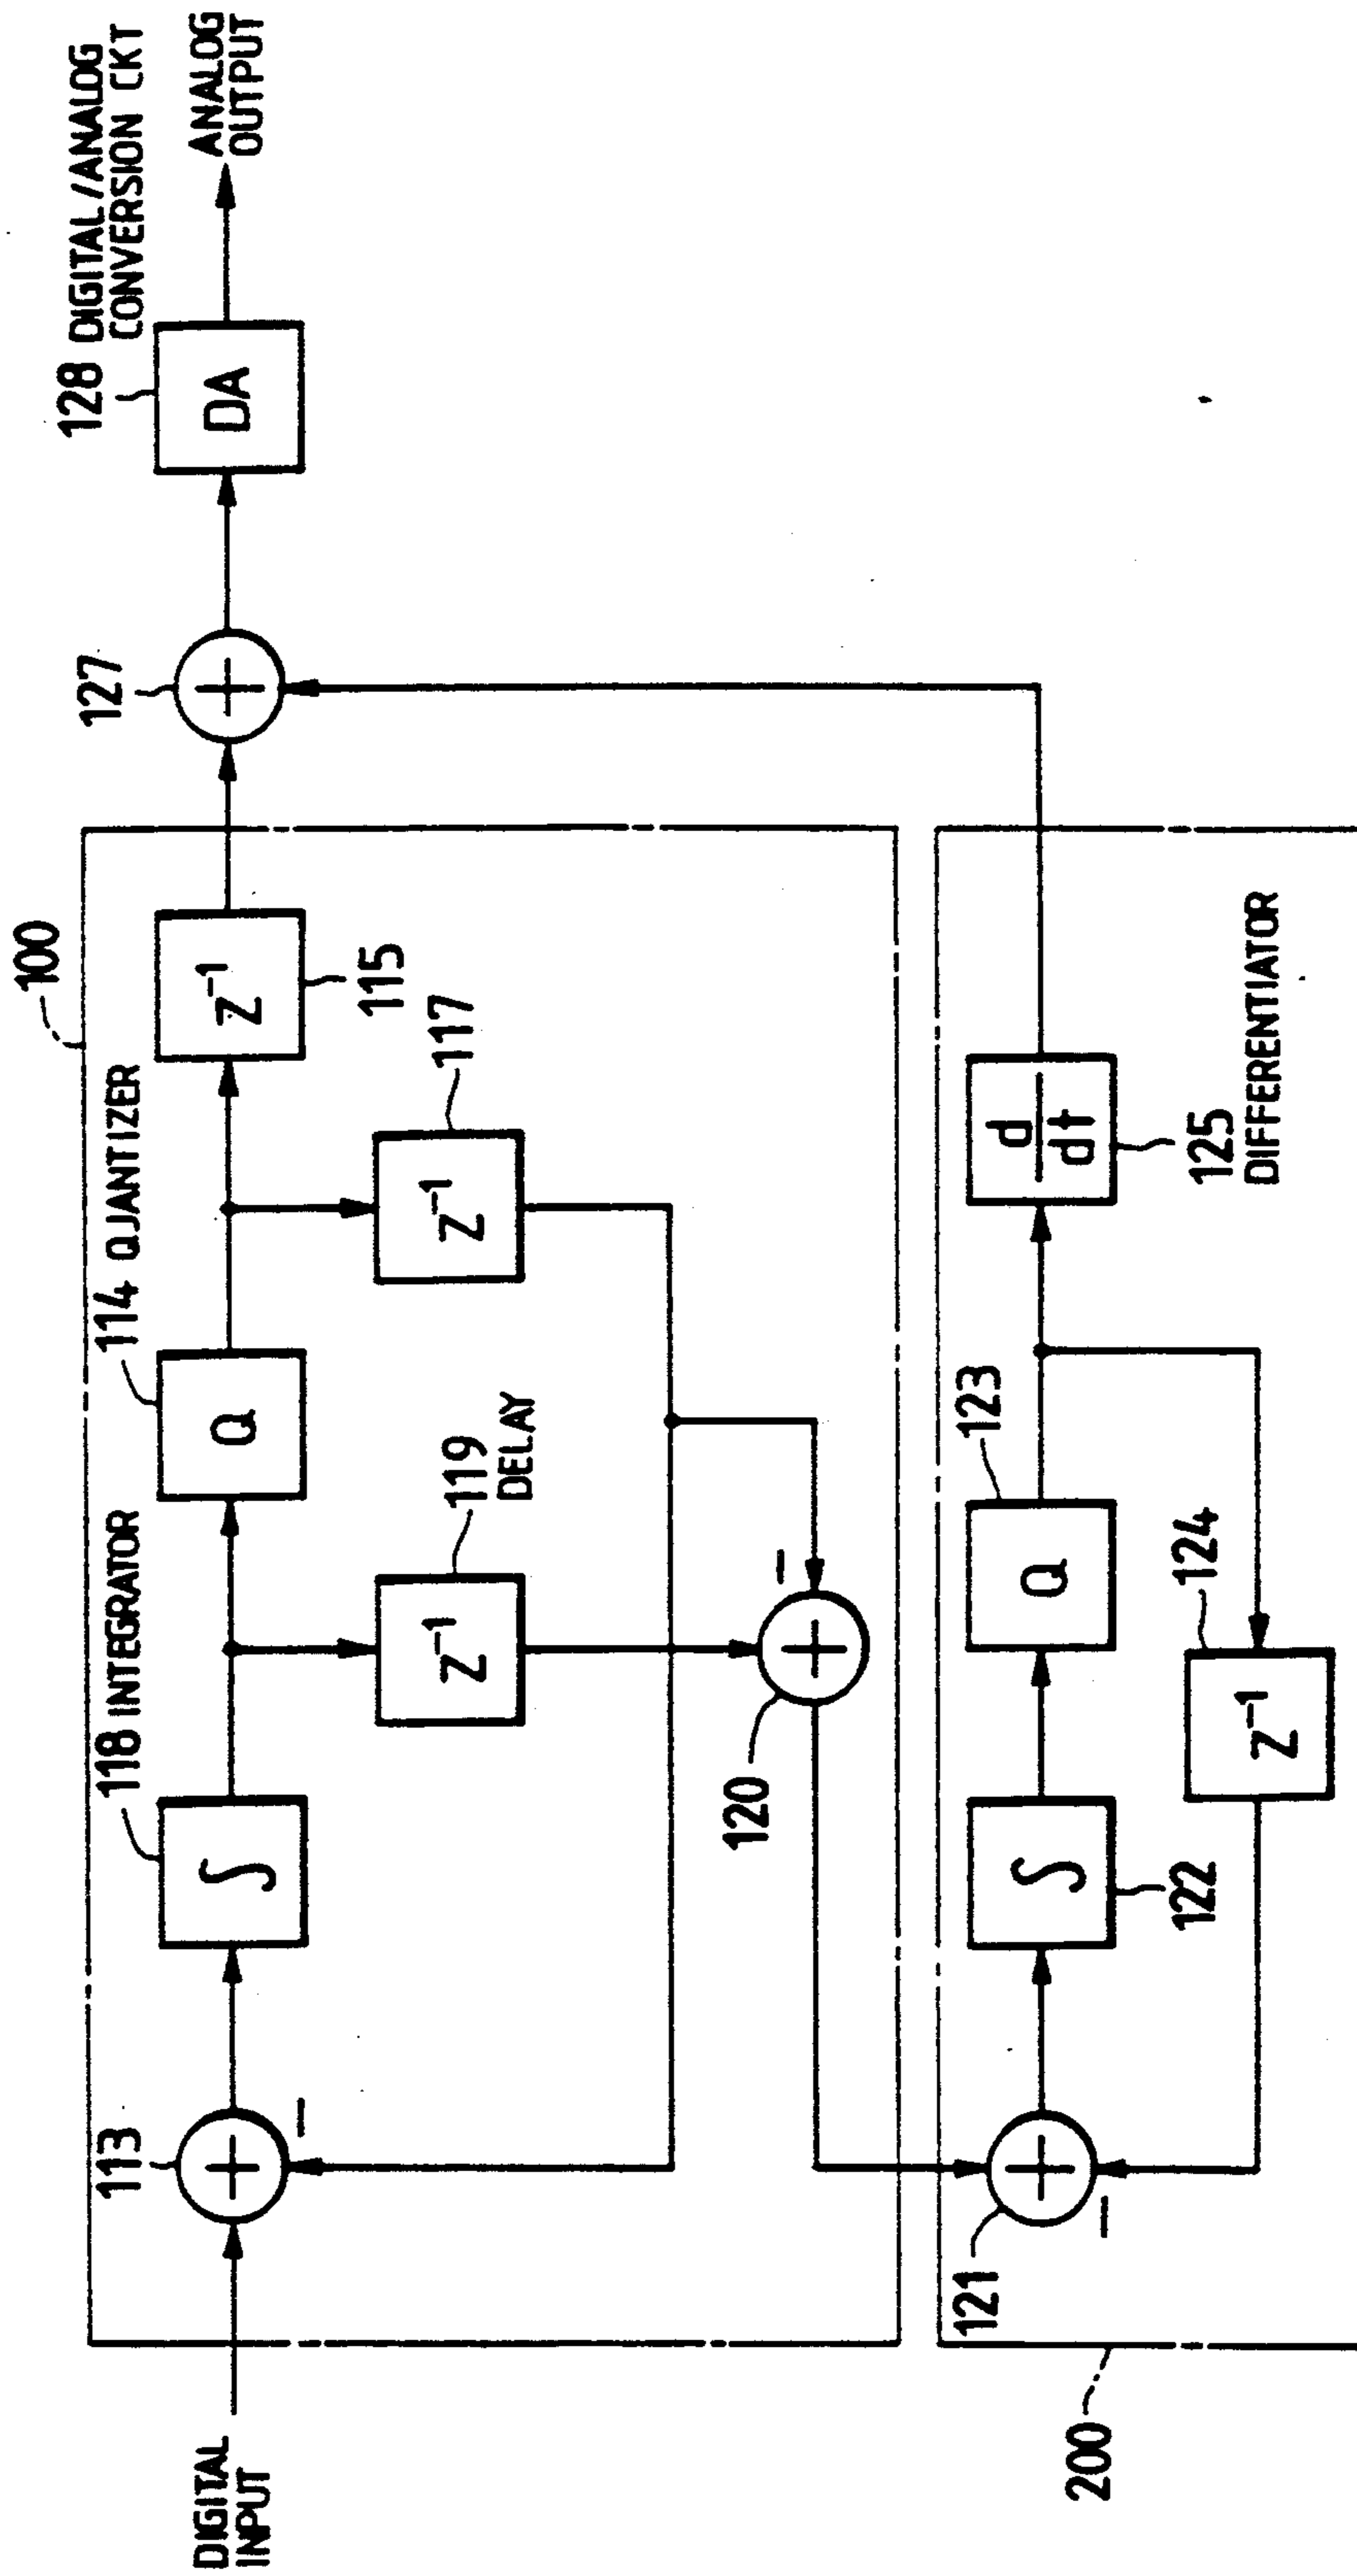 DIGITAL
INPUT
113
118 INTEGRATOR
∫
114 QUANTIZER
Q
100
Z⁻¹
115
119
DELAY
Z⁻¹
117
Z⁻¹
120
127
128 DIGITAL/ANALOG
CONVERSION CKT
DA
ANALOG
OUTPUT
200
121
∫
122
123
Q
124
Z⁻¹
d
dt
125
DIFFERENTIATOR
+
−
−
+
+
+
−